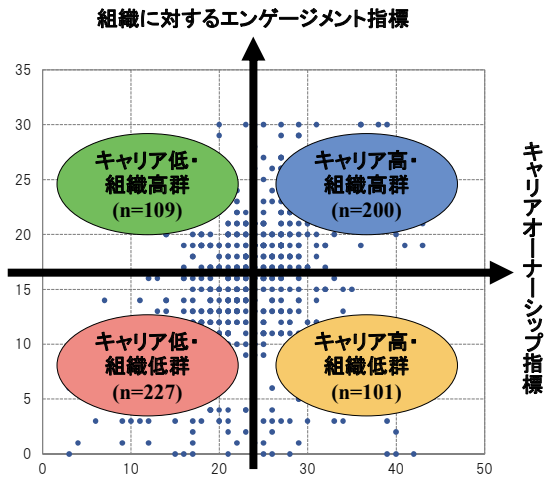 組織に対するエンゲージメント指標
35
30
25
20
15
10
5
0
0
10
20
30
40
50
キャリア低・
組織高群
(n=109)
キャリア高・
組織高群
(n=200)
キャリア低・
組織低群
(n=227)
キャリア高・
組織低群
(n=101)
キャリアオーナーシップ指標